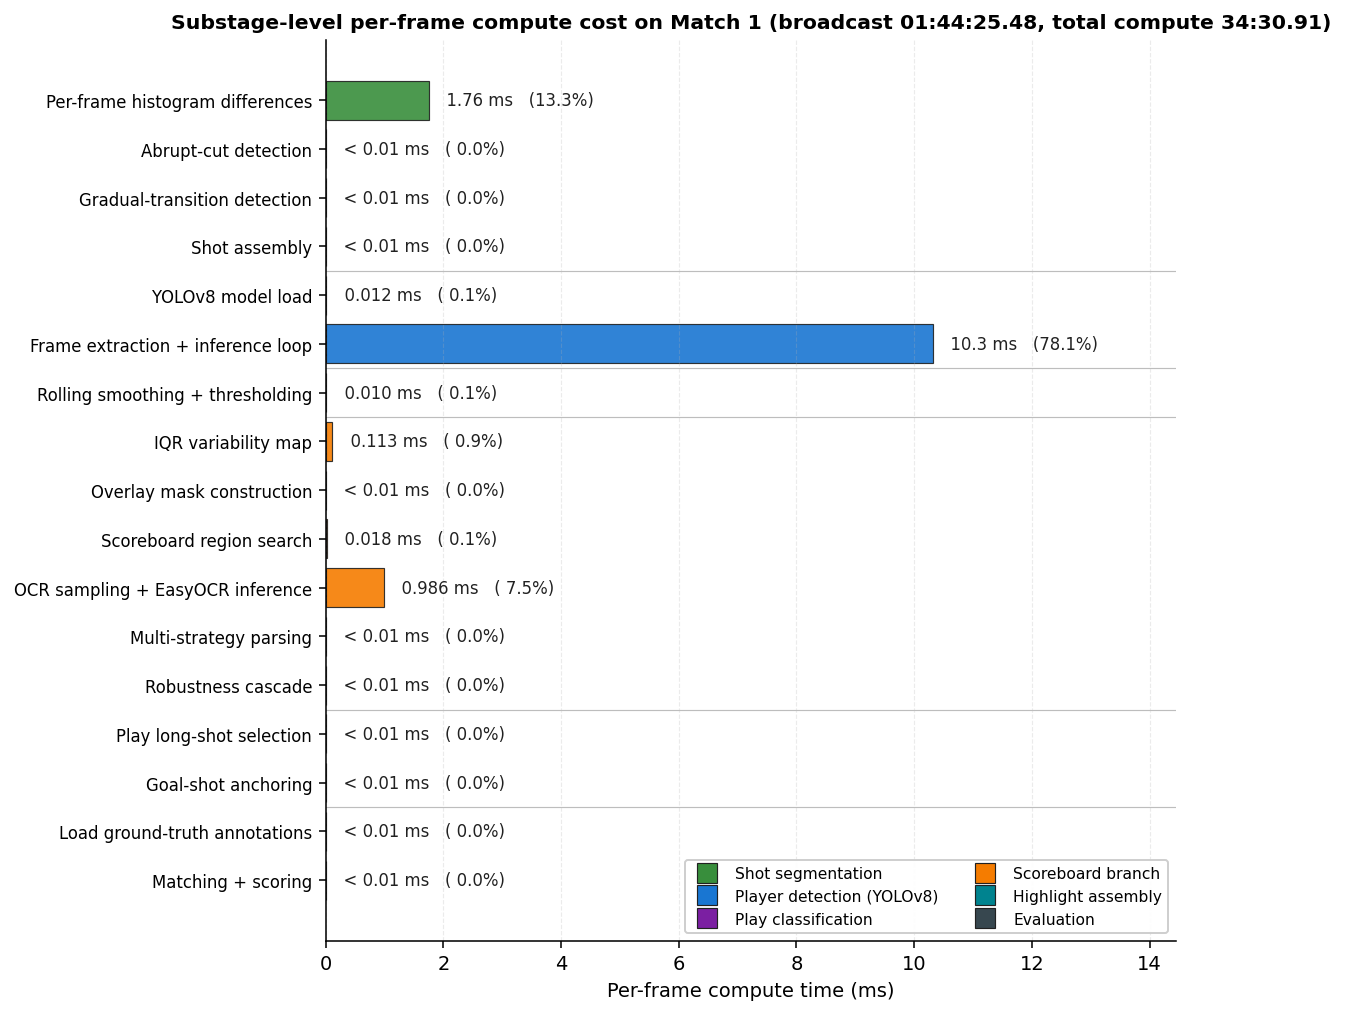 Substage-level per-frame compute cost on Match 1 (broadcast 01:44:25.48, total compute 34:30.91)
Per-frame histogram differences 1.76 ms (13.3%)
Abrupt-cut detection < 0.01 ms ( 0.0%)
Gradual-transition detection < 0.01 ms ( 0.0%)
Shot assembly < 0.01 ms ( 0.0%)
YOLOv8 model load 0.012 ms ( 0.1%)
Frame extraction + inference loop 10.3 ms (78.1%)
Rolling smoothing + thresholding 0.010 ms ( 0.1%)
IQR variability map 0.113 ms ( 0.9%)
Overlay mask construction < 0.01 ms ( 0.0%)
Scoreboard region search 0.018 ms ( 0.1%)
OCR sampling + EasyOCR inference 0.986 ms ( 7.5%)
Multi-strategy parsing < 0.01 ms ( 0.0%)
Robustness cascade < 0.01 ms ( 0.0%)
Play long-shot selection < 0.01 ms ( 0.0%)
Goal-shot anchoring < 0.01 ms ( 0.0%)
Load ground-truth annotations < 0.01 ms ( 0.0%)
Matching + scoring < 0.01 ms ( 0.0%)
Shot segmentation Scoreboard branch
Player detection (YOLOv8) Highlight assembly
Play classification Evaluation
0 2 4 6 8 10 12 14
Per-frame compute time (ms)